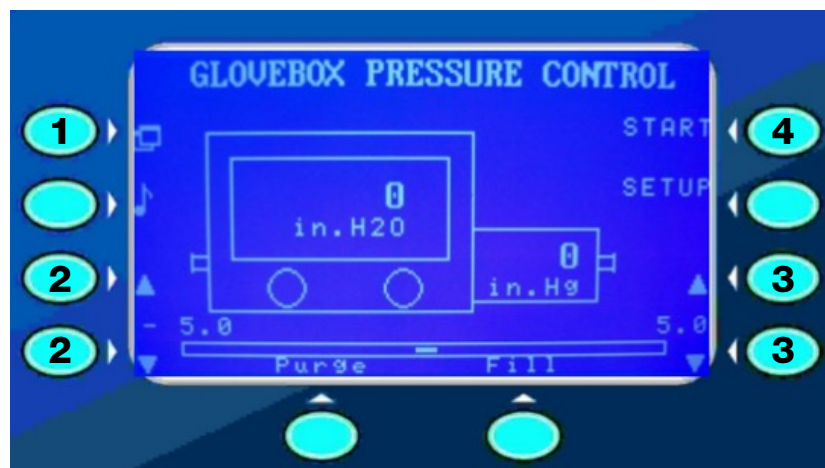 GLOVEBOX PRESSURE CONTROL
1
START
4
SETUP
0
in.H2O
0
in.Hg
2
3
- 5.0
5.0
2
3
Purge
Fill